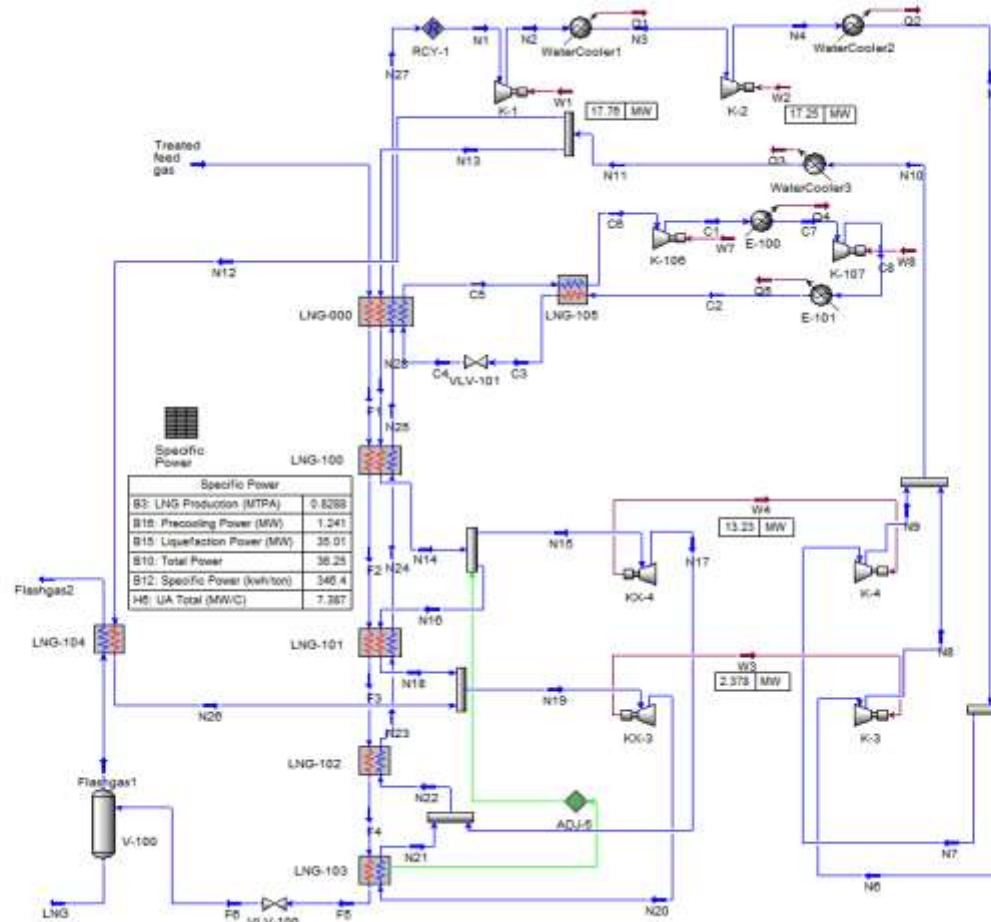 Q1
Q2
N1
N2
N3
N4
RCY-1
WaterCooler1
WaterCooler2
N27
K-1
W1
K-2
W2
17.76 MW
17.25 MW
Treated
feed
gas
N13
N11
Q3
N10
WaterCooler3
C6
C1
Q4
C7
K-106
W7
E-100
K-107
C8
W8
N12
C5
Q5
C2
LNG-000
LNG-105
E-101
N26
C4
VLV-101
C3
F1
N25
Specific
Power
LNG-100
Specific Power
B3: LNG Production (MTPA) 0.8288
B16: Precooling Power (MW) 1.241
B15: Liquefaction Power (MW) 35.01
B10: Total Power 36.25
B12: Specific Power (kwh/ton) 346.4
H6: UA Total (MW/C) 7.387
W4
13.23 MW
N9
N14
N15
N17
F2
N24
Flashgas2
KX-4
K-4
N16
LNG-104
LNG-101
N18
W3
2.378 MW
N8
F3
N19
N26
KX-3
K-3
N23
LNG-102
Flashgas1
N22
ADJ-5
V-100
F4
N21
N7
LNG-103
LNG
F6
VLV-100
F5
N20
N6